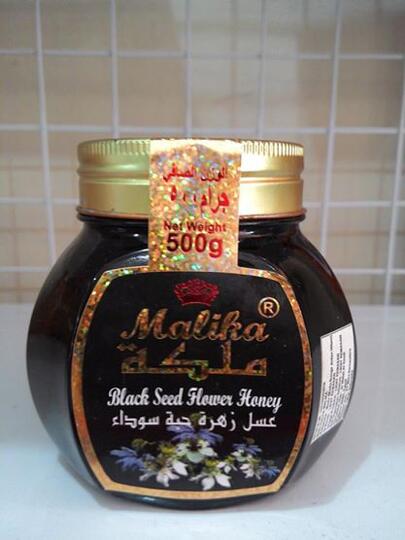 الوزن الصافي
٥٠٠ جرام
Net Weight
500g
Malika ®
ملكة
Black Seed Flower Honey
عسل زهرة حبة سوداء